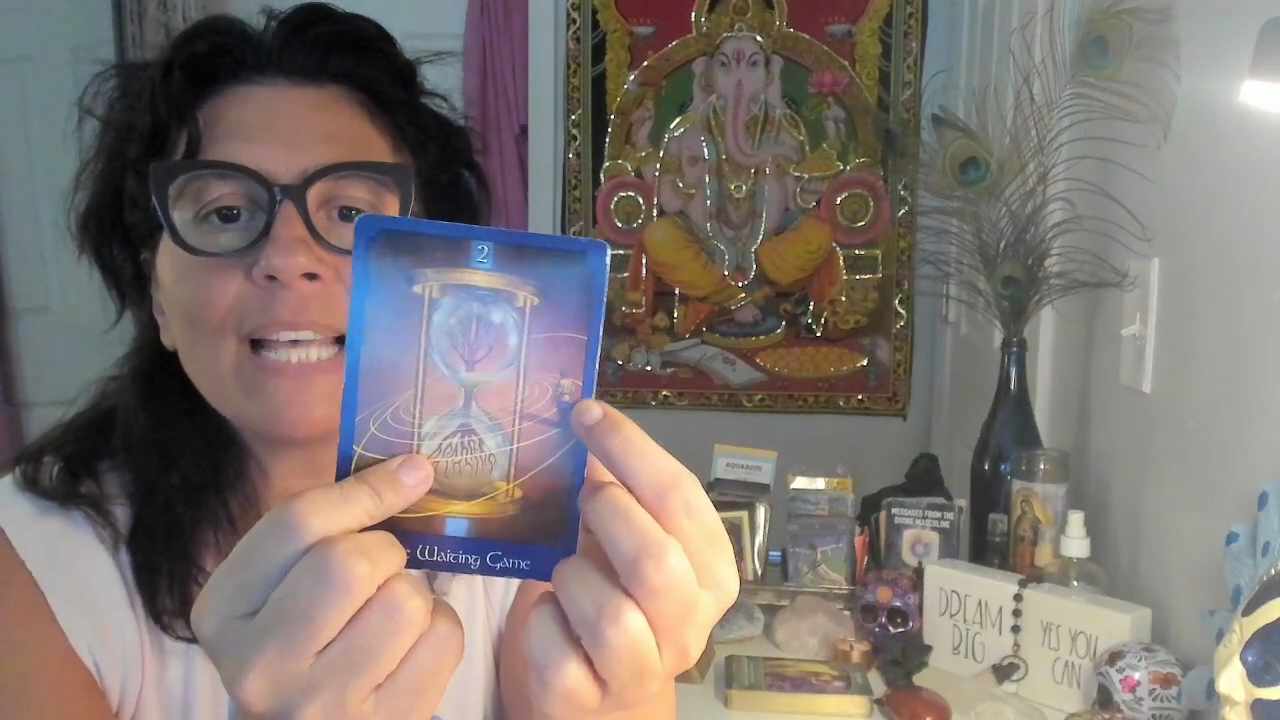 2
e Waiting Game
AQUARIUS
MESSAGES FROM THE
DIVINE MASCULINE
DREAM
BIG
YES YOU
CAN